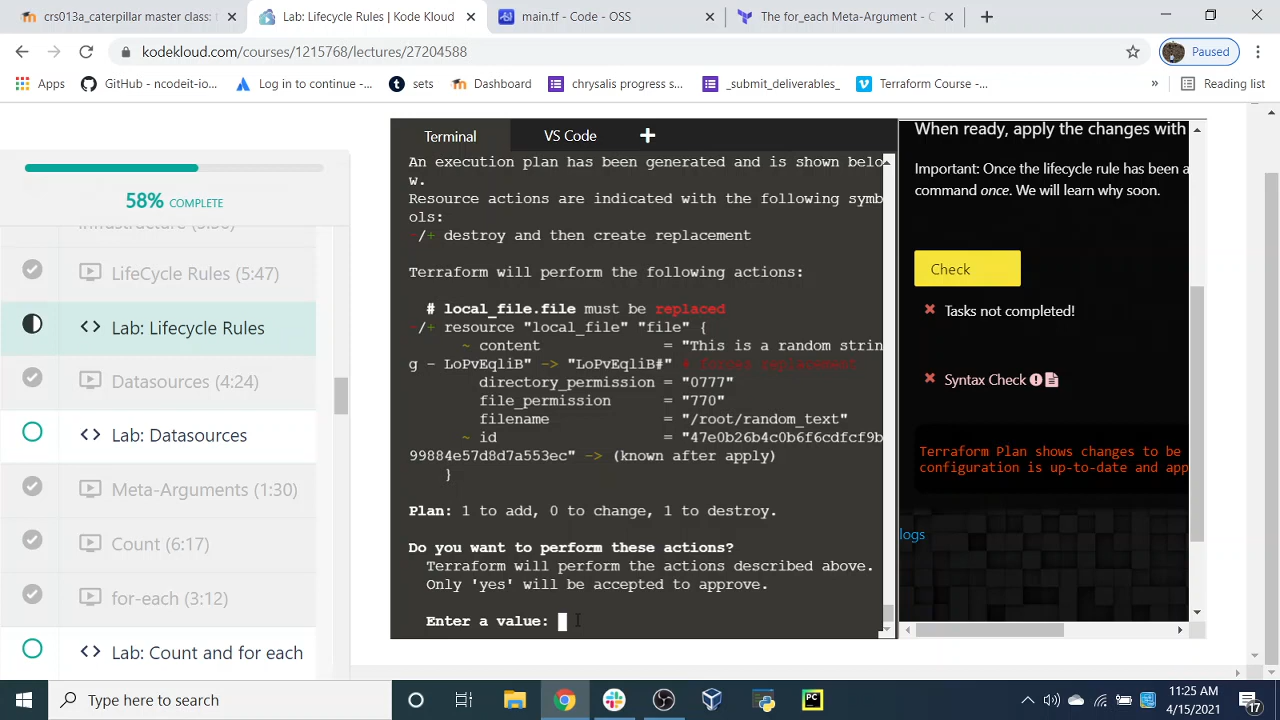 crs013a_caterpillar class t
Lab: Lifecycle Rules | Kode Kloud
main.tf - OSS
The for_each Meta-Argument - C
kodekloud.com/courses/1215768/lectures/27204588
Paused
Apps
GitHub - nodeit-io...
Log in to continue -...
sets
Dashboard
chrysalis progress s...
_submit_deliverables_
Terraform Course -...
»
Reading list
58% COMPLETE
LifeCycle Rules (5:47)
Lab: Lifecycle Rules
Datasources (4:24)
Lab: Datasources
Meta-Arguments (1:30)
Count (6:17)
for-each (3:12)
Lab: Count and for each
Terminal
VS Code
An execution plan has been generated and is shown belo
w.
Resource actions are indicated with the following symb
ols:
-/+ destroy and then create replacement
Terraform will perform the following actions:
# local_file.file must be replaced
-/+ resource "local_file" "file" {
~ content = "This is a random strin
g - LoPvEqliB" -> "LoPvEqliB#" # forces replacement
directory_permission = "0777"
file_permission = "770"
filename = "/root/random_text"
~ id = "47e0b26b4c0b6f6cdfcf9b
99884e57d8d7a553ec" -> (known after apply)
}
Plan: 1 to add, 0 to change, 1 to destroy.
Do you want to perform these actions?
Terraform will perform the actions described above.
Only 'yes' will be accepted to approve.
Enter a value:
When ready, apply the changes with
Important: Once the lifecycle rule has been a
command once. We will learn why soon.
Check
Tasks not completed!
Syntax Check
Terraform Plan shows changes to be
configuration is up-to-date and app
logs
Type here to search
11:25 AM
4/15/2021
17